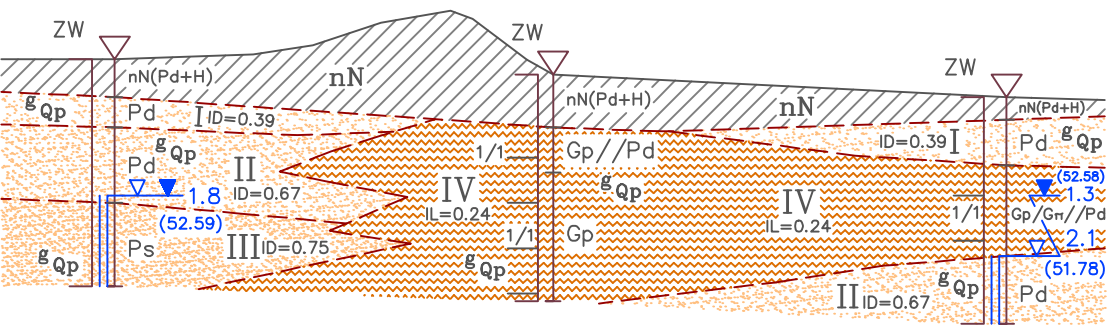 ZW
ZW
ZW
nN
nN(Pd+H)
nN(Pd+H)
nN
nN(Pd+H)
g Qp
Pd
I ID=0.39
1/1
Gp//Pd
ID=0.39 I
Pd
g Qp
Pd
g Qp
II
ID=0.67
1.8
(52.59)
IV
IL=0.24
g Qp
IV
IL=0.24
(52.58)
1.3
1/1
Gp/Gπ//Pd
2.1
(51.78)
g Qp
Ps
III ID=0.75
1/1
Gp
g Qp
II ID=0.67
g Qp
Pd